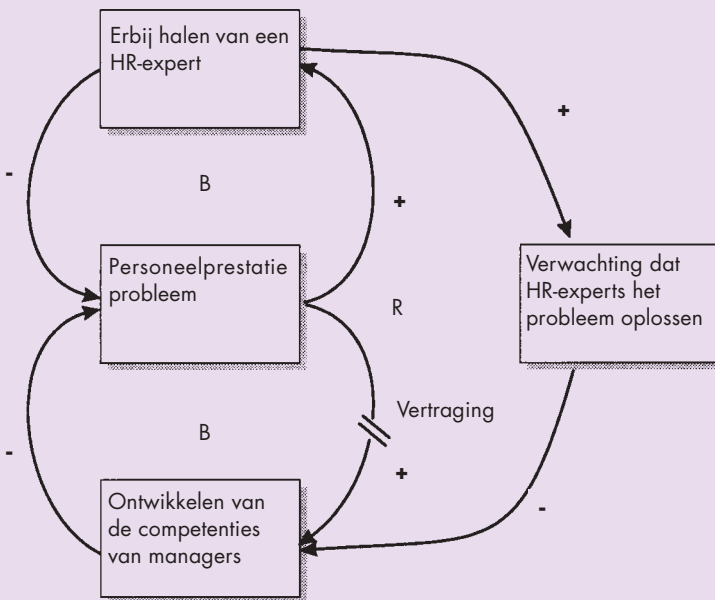 Erbij halen van een
HR-expert
+
-
B
+
Personeelprestatie
probleem
Verwachting dat
HR-experts het
probleem oplossen
R
Vertraging
B
-
+
-
Ontwikkelen van
de competenties
van managers